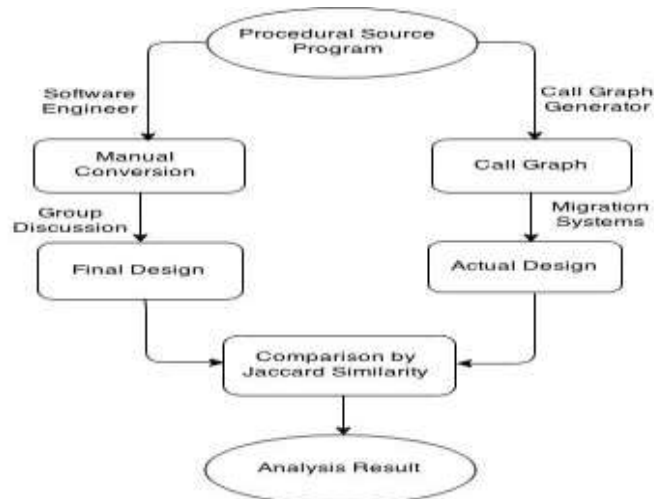 Procedural Source
Program
Software
Engineer
Call Graph
Generator
Manual
Conversion
Call Graph
Group
Discussion
Migration
Systems
Final Design
Actual Design
Comparison by
Jaccard Similarity
Analysis Result